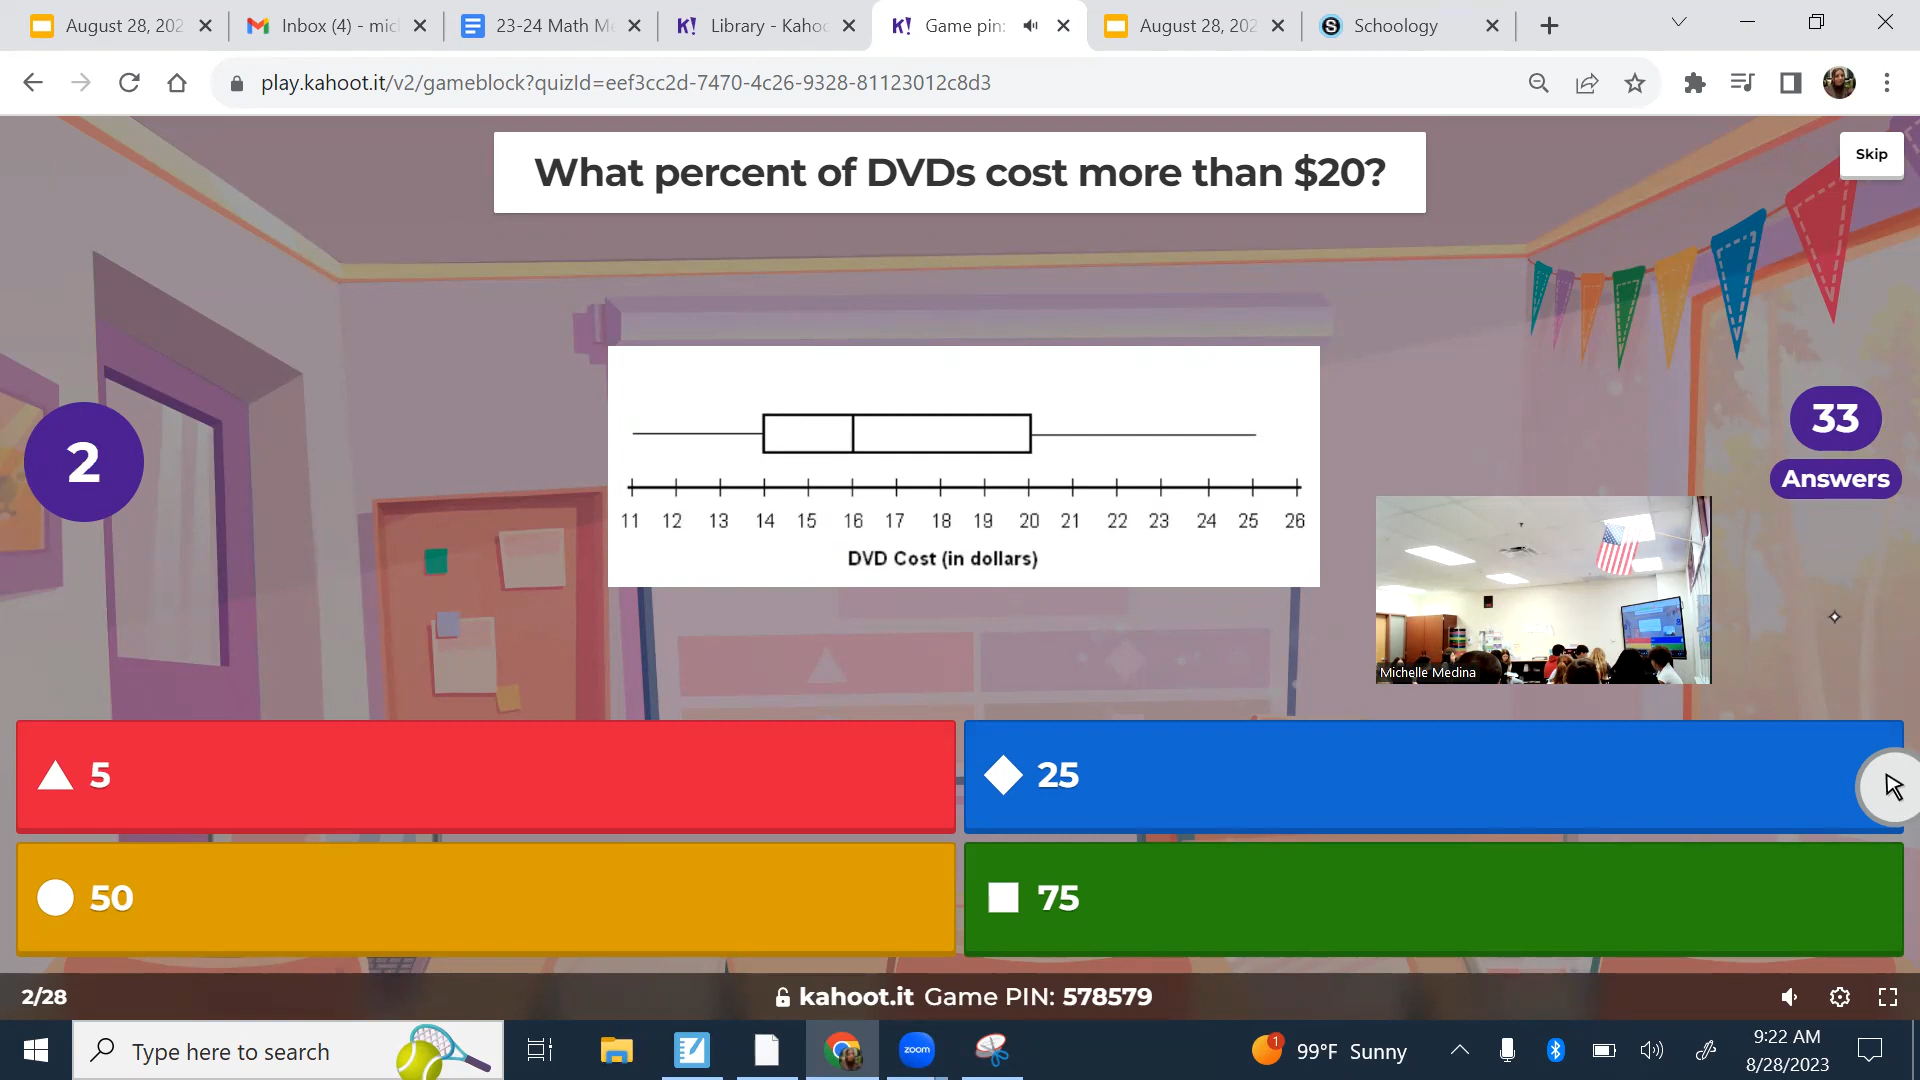 August 28, 202
Inbox (4) - mic
23-24 Math Me
Library - Kahoo
Game pin:
August 28, 202
Schoology
play.kahoot.it/v2/gameblock?quizId=eef3cc2d-7470-4c26-9328-81123012c8d3
What percent of DVDs cost more than $20?
Skip
2
33
Answers
11 12 13 14 15 16 17 18 19 20 21 22 23 24 25 26
DVD Cost (in dollars)
Michelle Medina
5
25
50
75
2/28
kahoot.it Game PIN: 578579
Type here to search
zoom
1
99°F Sunny
9:22 AM
8/28/2023